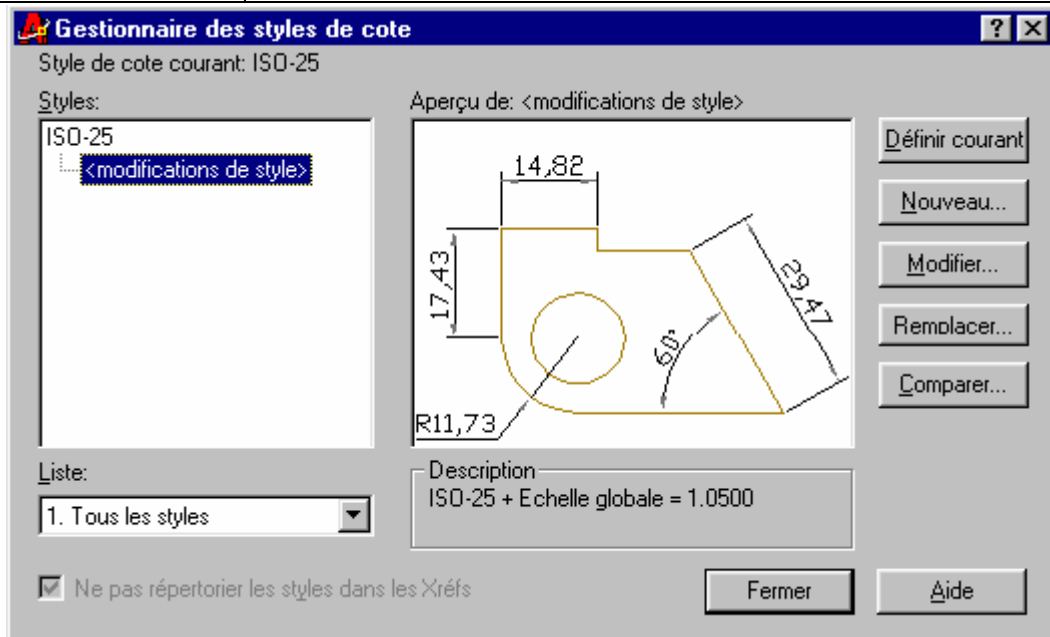 Gestionnaire des styles de cote
Style de cote courant: ISO-25
Styles:
ISO-25
<modifications de style>
Aperçu de: <modifications de style>
14,82
17,43
29,47
60°
R11,73
Définir courant
Nouveau...
Modifier...
Remplacer...
Comparer...
Liste:
1. Tous les styles
Description
ISO-25 + Echelle globale = 1.0500
Ne pas répertorier les styles dans les Xréfs
Fermer
Aide